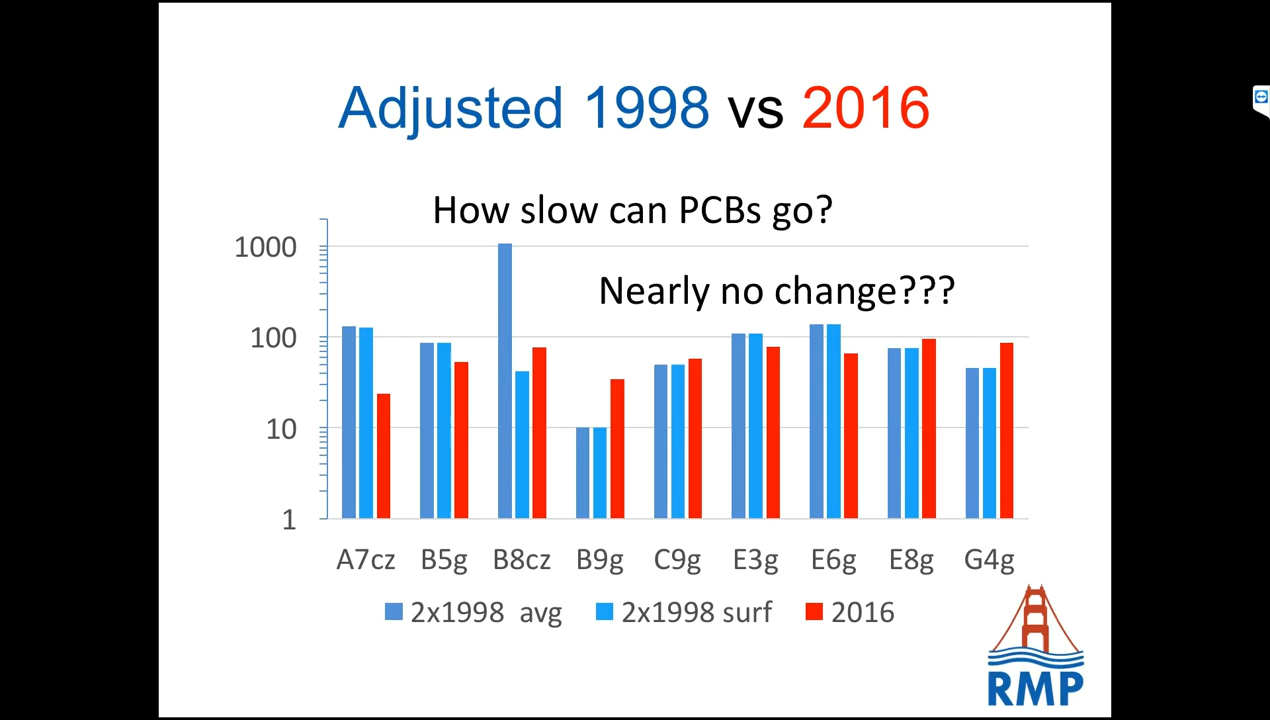 Adjusted 1998 vs 2016
How slow can PCBs go?
Nearly no change???
1000
100
10
1
A7cz B5g B8cz B9g C9g E3g E6g E8g G4g
2x1998 avg 2x1998 surf 2016
RMP